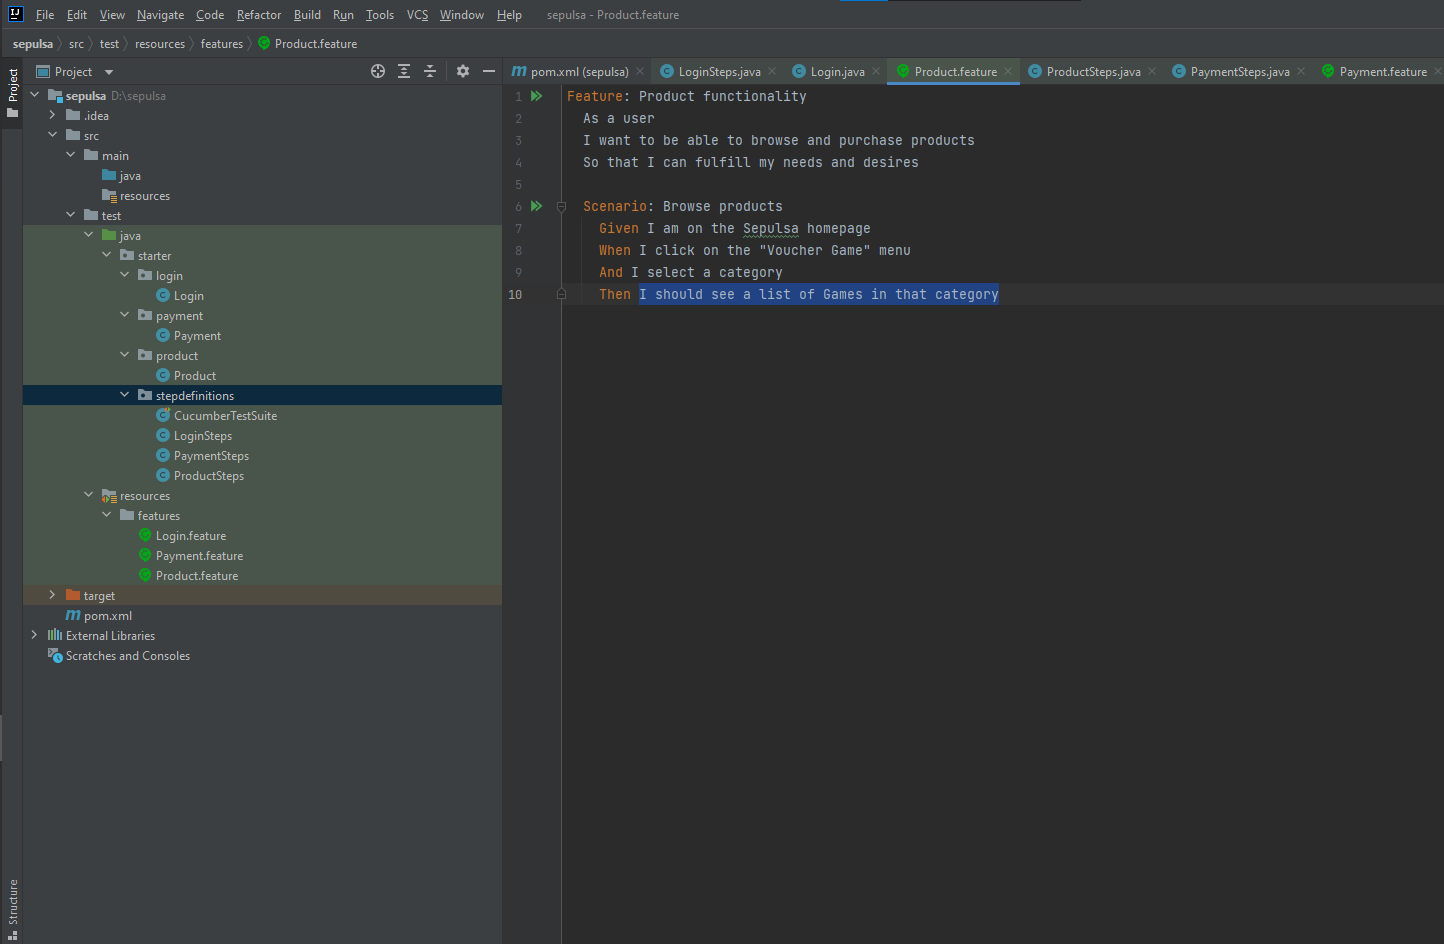 IJ File Edit View Navigate Code Refactor Build Run Tools VCS Window Help sepulsa - Product.feature
sepulsa src test resources features Product.feature
Project
Project
m pom.xml (sepulsa) C LoginSteps.java C Login.java Product.feature C ProductSteps.java C PaymentSteps.java Payment.feature
sepulsa D:\sepulsa
.idea
src
main
java
resources
test
java
starter
login
C Login
payment
C Payment
product
C Product
stepdefinitions
C CucumberTestSuite
C LoginSteps
C PaymentSteps
C ProductSteps
resources
features
Login.feature
Payment.feature
Product.feature
target
m pom.xml
External Libraries
Scratches and Consoles
Structure
1 Feature: Product functionality
2 As a user
3 I want to be able to browse and purchase products
4 So that I can fulfill my needs and desires
5
6 Scenario: Browse products
7 Given I am on the Sepulsa homepage
8 When I click on the "Voucher Game" menu
9 And I select a category
10 Then I should see a list of Games in that category